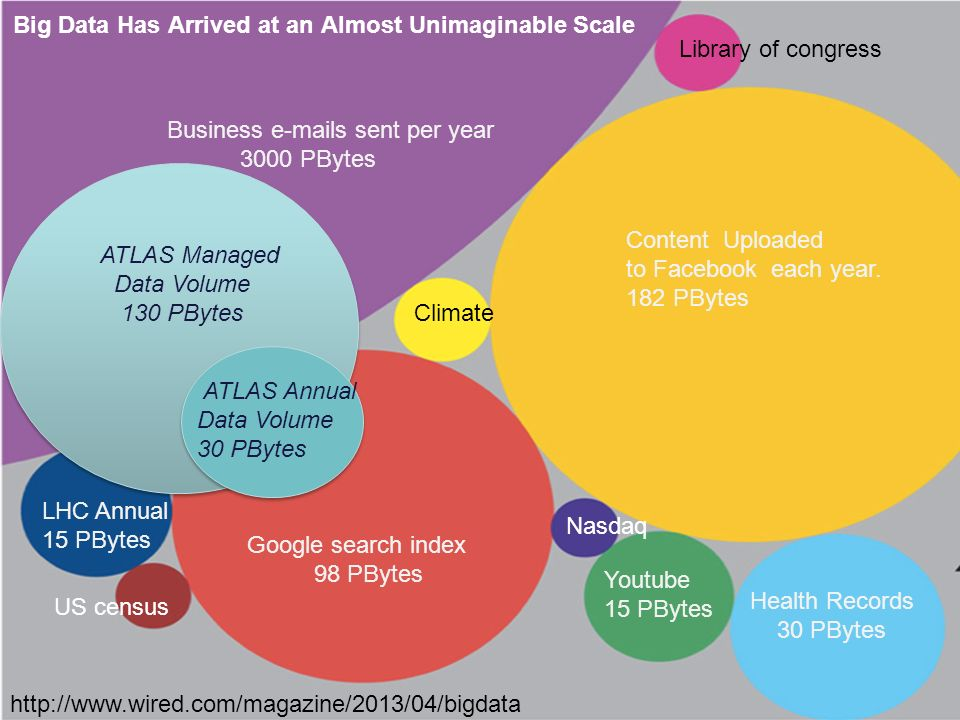 Big Data Has Arrived at an Almost Unimaginable Scale
Library of congress
Business e-mails sent per year
3000 PBytes
Content Uploaded
to Facebook each year.
182 PBytes
ATLAS Managed
Data Volume
130 PBytes
Climate
ATLAS Annual
Data Volume
30 PBytes
LHC Annual
15 PBytes
Nasdaq
Google search index
98 PBytes
Youtube
15 PBytes
Health Records
30 PBytes
US census
http://www.wired.com/magazine/2013/04/bigdata